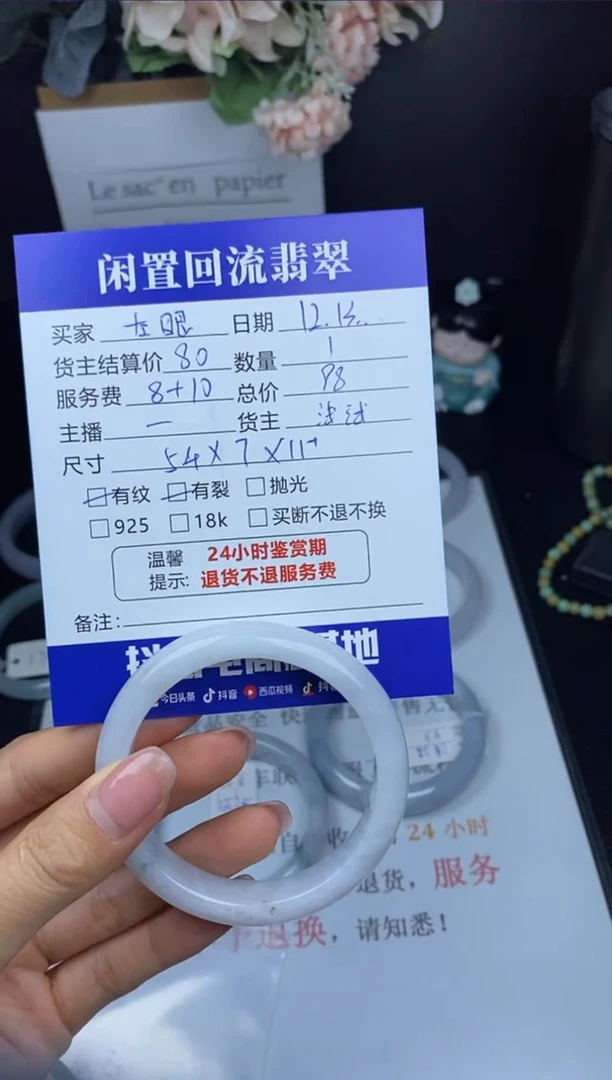 Le sac en papier
闲置回流翡翠
买家 左眼 日期 12.13
货主结算价 80 数量 1
服务费 8+10 总价 98
主播 一 货主
尺寸 54×7×11+
有纹 有裂 抛光
925 18k 买断不退不换
温馨 24小时鉴赏期
提示: 退货不退服务费
备注:
今日头条 抖音 西瓜视频
24 小时
退货，服务
退换，请知悉！